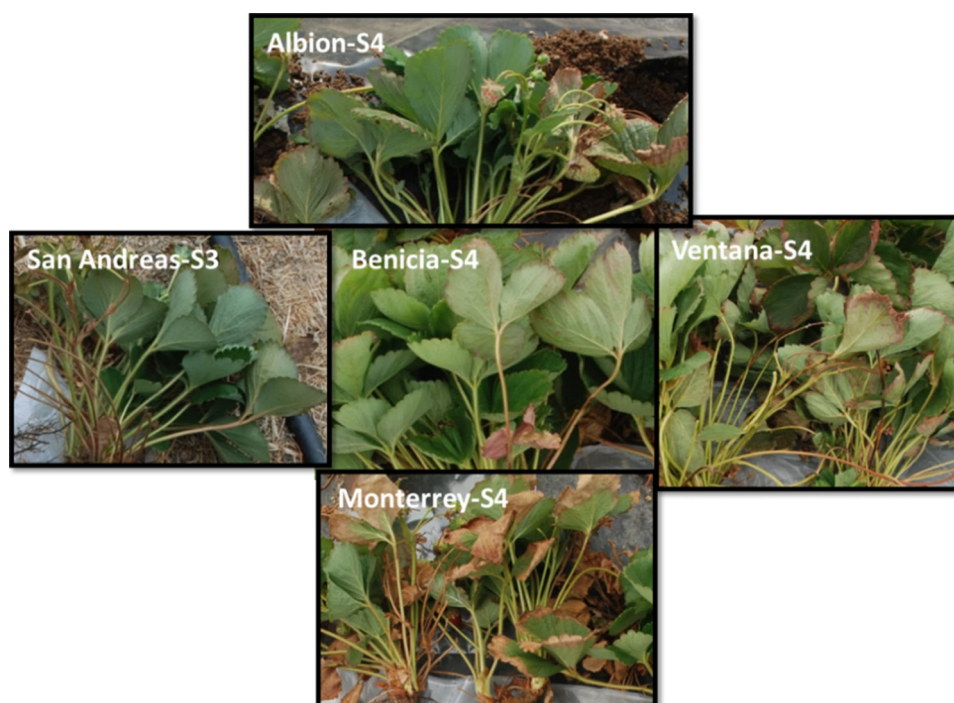 Albion-S4
San Andreas-S3
Benicia-S4
Ventana-S4
Monterrey-S4